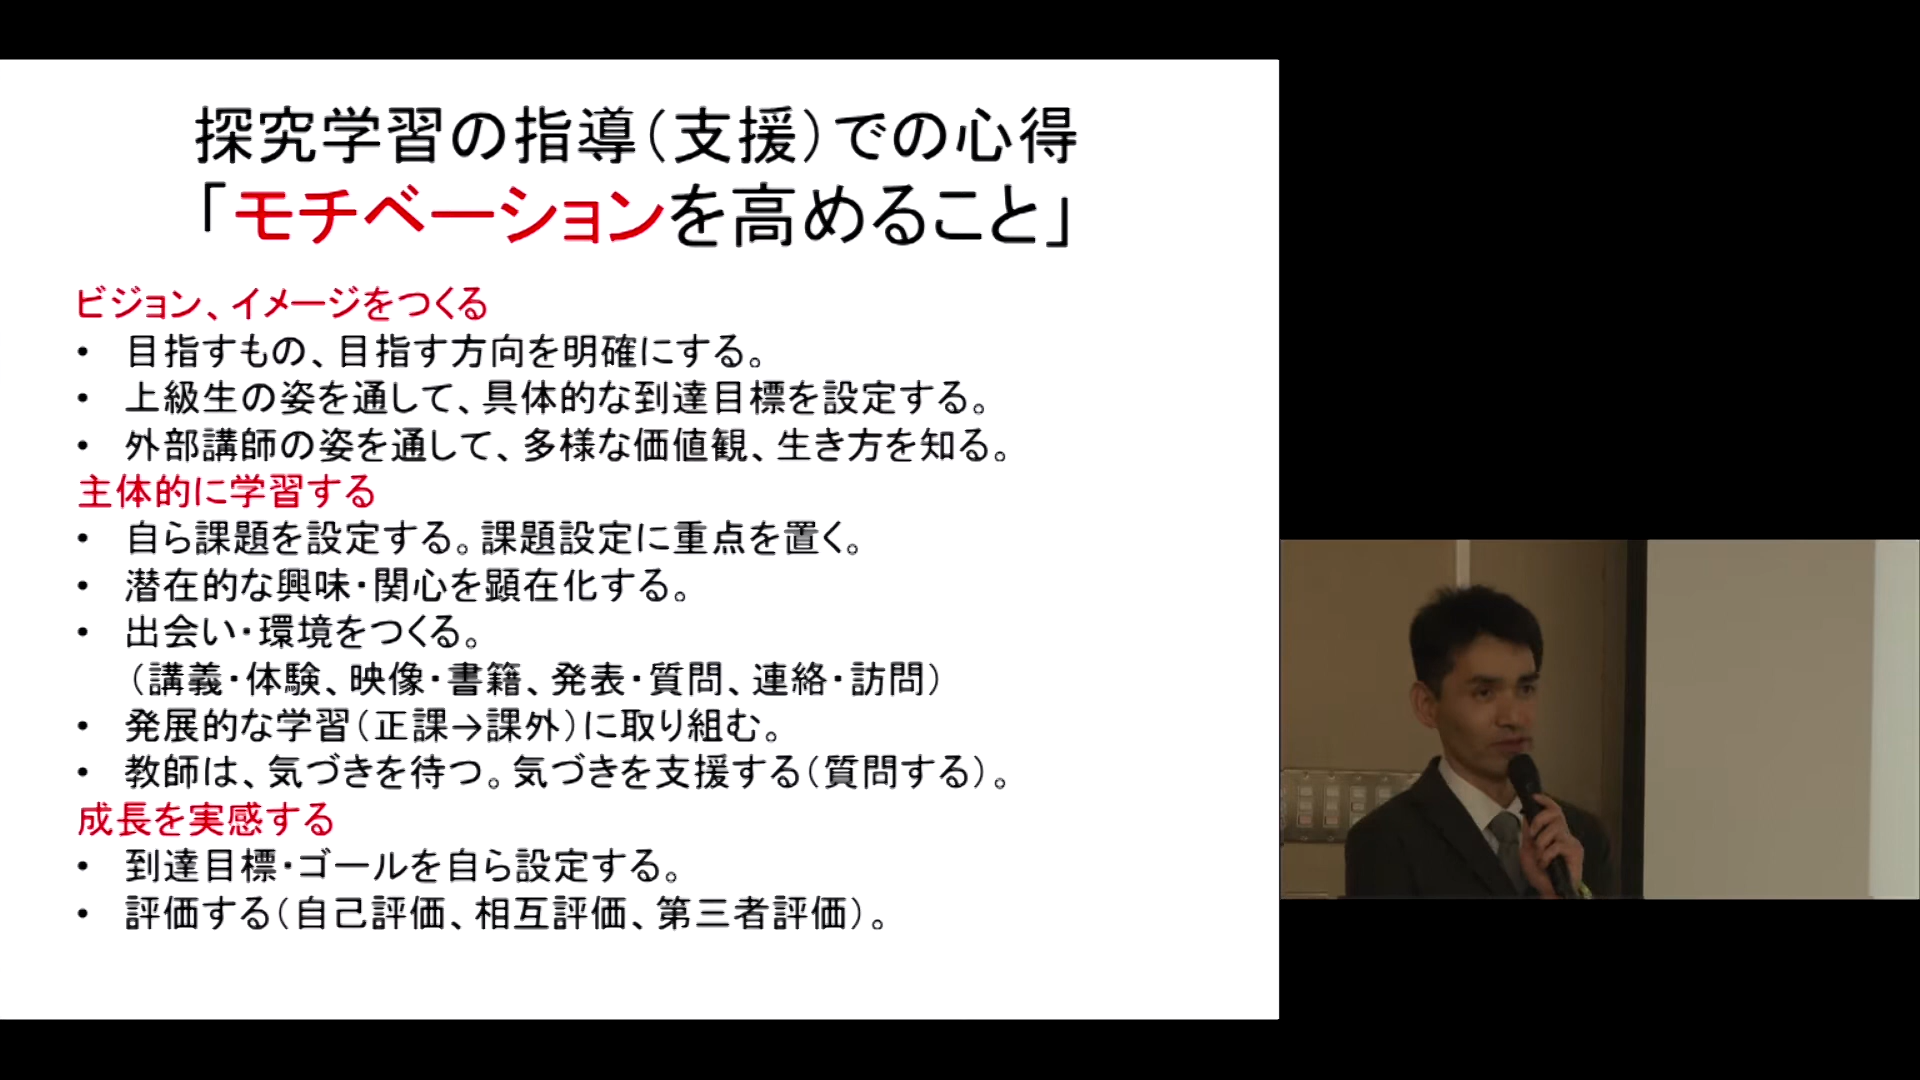 探究学習の指導（支援）での心得
「モチベーションを高めること」
ビジョン、イメージをつくる
• 目指すもの、目指す方向を明確にする。
• 上級生の姿を通して、具体的な到達目標を設定する。
• 外部講師の姿を通して、多様な価値観、生き方を知る。
主体的に学習する
• 自ら課題を設定する。課題設定に重点を置く。
• 潜在的な興味・関心を顕在化する。
• 出会い・環境をつくる。
（講義・体験、映像・書籍、発表・質問、連絡・訪問）
• 発展的な学習（正課→課外）に取り組む。
• 教師は、気づきを待つ。気づきを支援する（質問する）。
成長を実感する
• 到達目標・ゴールを自ら設定する。
• 評価する（自己評価、相互評価、第三者評価）。